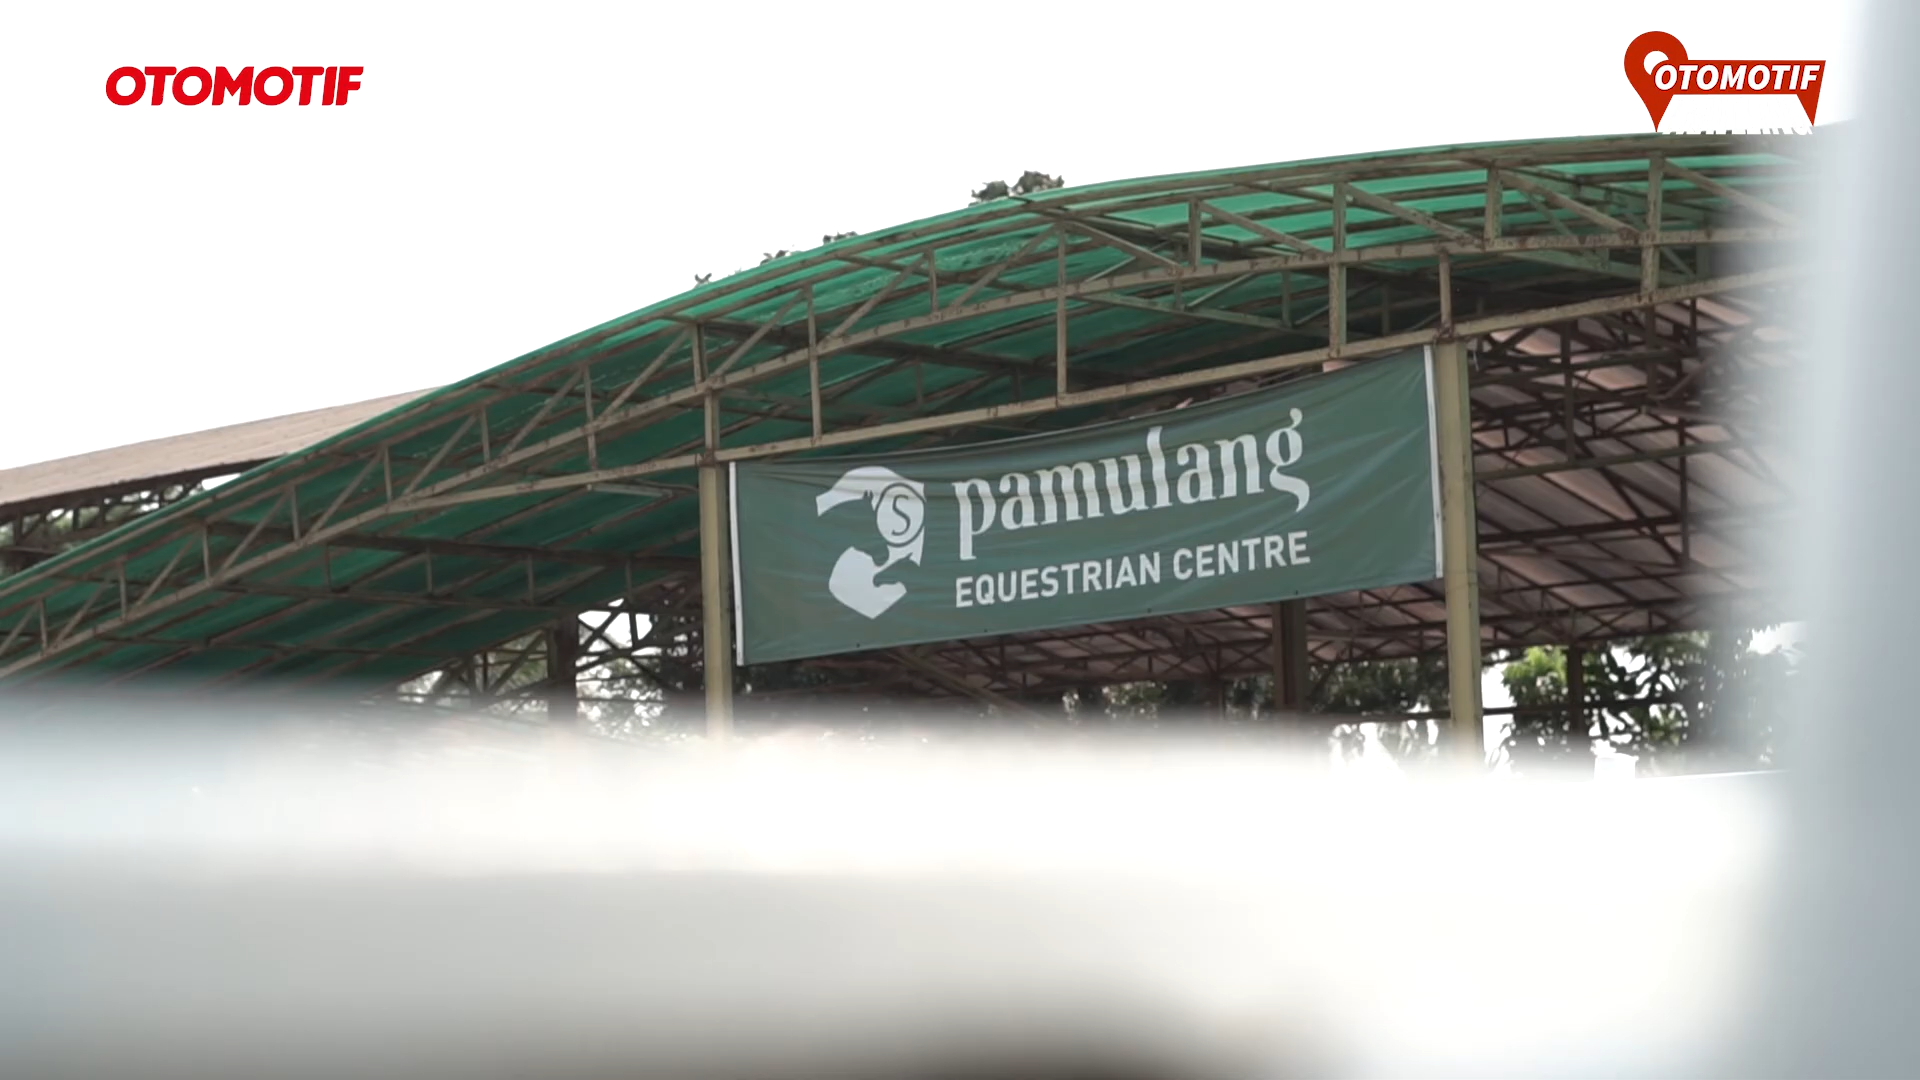 OTOMOTIF
OTOMOTIF
S
pamulang
EQUESTRIAN CENTRE